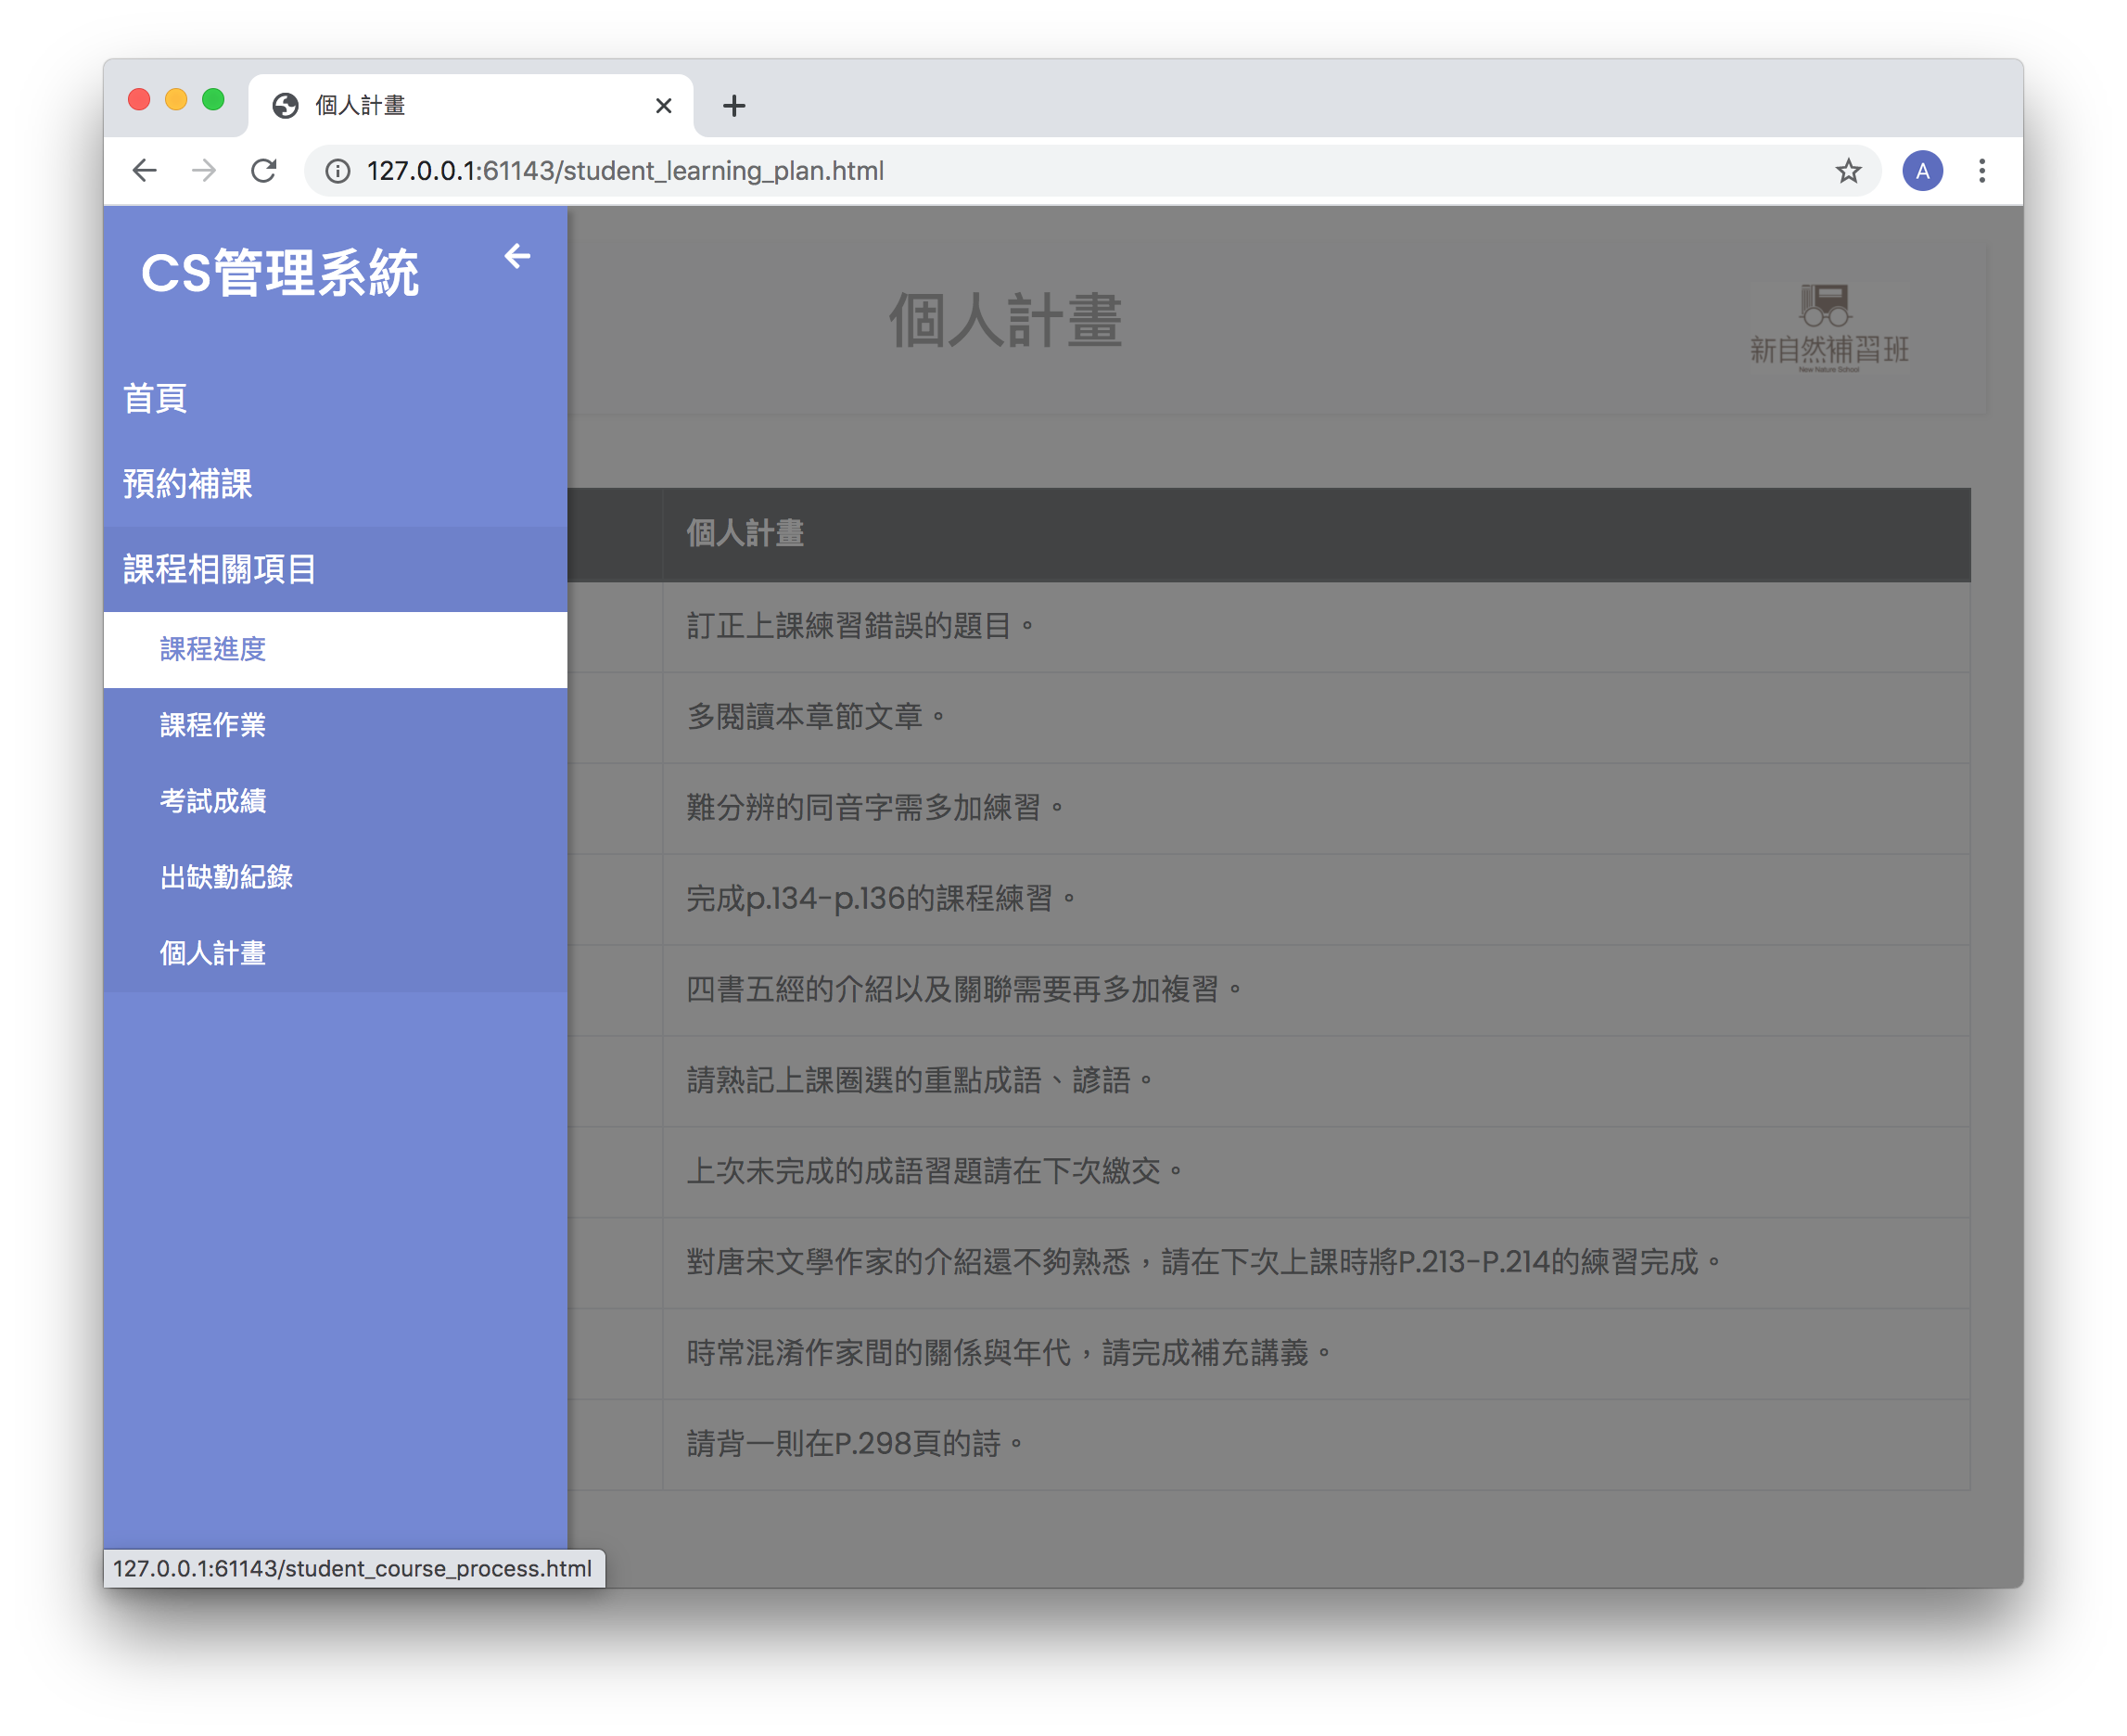 個人計畫
127.0.0.1:61143/student_learning_plan.html
A
CS管理系統
首頁
預約補課
課程相關項目
課程進度
課程作業
考試成績
出缺勤紀錄
個人計畫
個人計畫
新自然補習班
New Nature School
個人計畫
訂正上課練習錯誤的題目。
多閱讀本章節文章。
難分辨的同音字需多加練習。
完成p.134-p.136的課程練習。
四書五經的介紹以及關聯需要再多加複習。
請熟記上課圈選的重點成語、諺語。
上次未完成的成語習題請在下次繳交。
對唐宋文學作家的介紹還不夠熟悉，請在下次上課時將P.213-P.214的練習完成。
時常混淆作家間的關係與年代，請完成補充講義。
請背一則在P.298頁的詩。
127.0.0.1:61143/student_course_process.html